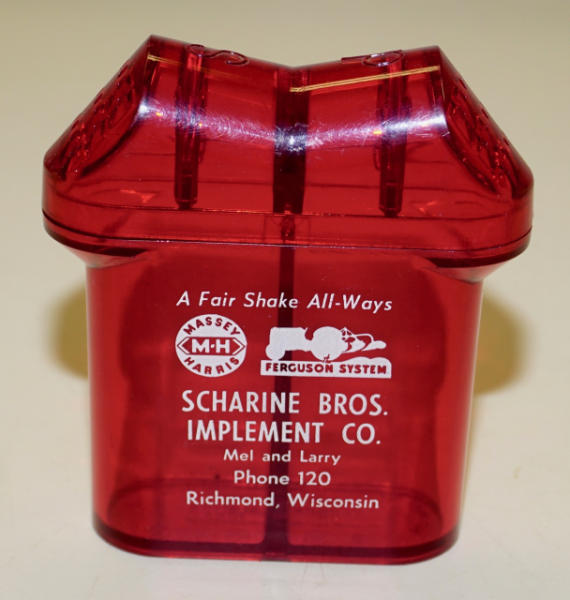 S
A Fair Shake All-Ways
MASSEY
M-H
HARRIS
FERGUSON SYSTEM
SCHARINE BROS.
IMPLEMENT CO.
Mel and Larry
Phone 120
Richmond, Wisconsin